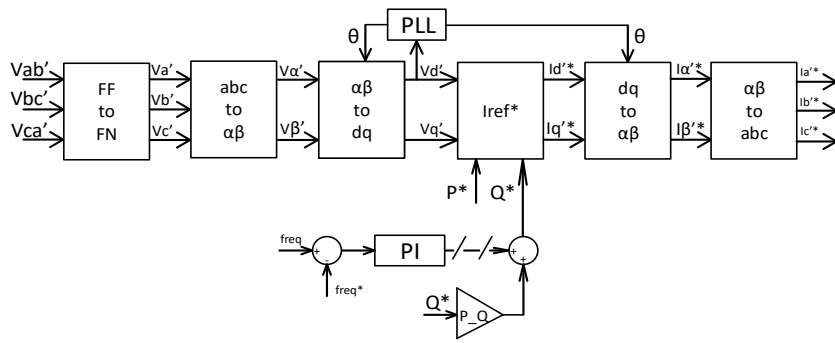 θ
PLL
θ
Vab’
Vbc’
Vca’
FF
to
FN
Va’
Vb’
Vc’
abc
to
αβ
Vα’
Vβ’
αβ
to
dq
Vd’
Vq’
Iref*
Id’*
Iq’*
dq
to
αβ
Iα’*
Iβ’*
αβ
to
abc
Ia’*
Ib’*
Ic’*
P*
Q*
freq
+
-
freq*
PI
+
+
Q*
P_Q